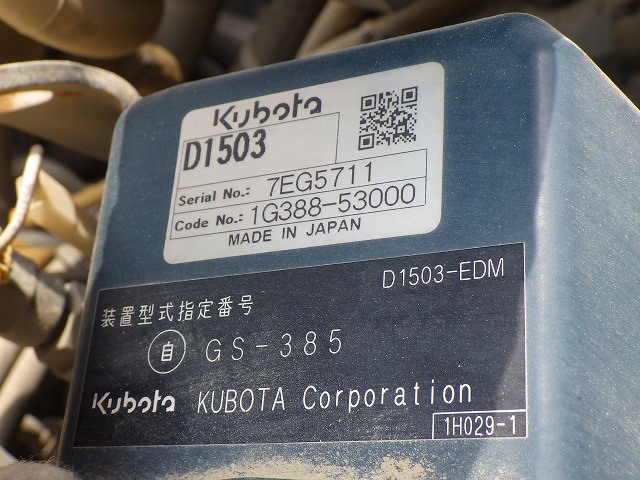 Kubota
D1503
Serial No.: 7EG5711
Code No.: 1G388-53000
MADE IN JAPAN
D1503-EDM
装置型式指定番号
自 GS-385
Kubota KUBOTA Corporation
1H029-1